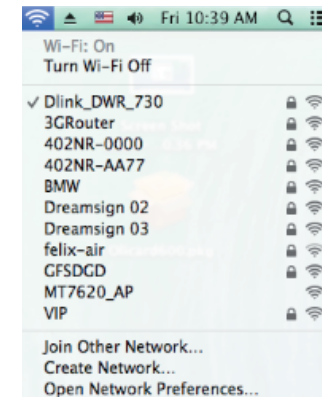 Fri 10:39 AM
Wi-Fi: On
Turn Wi-Fi Off
✓ Dlink_DWR_730
3GRouter
402NR-0000
402NR-AA77
BMW
Dreamsign 02
Dreamsign 03
felix-air
GFSDGD
MT7620_AP
VIP
Join Other Network...
Create Network...
Open Network Preferences...